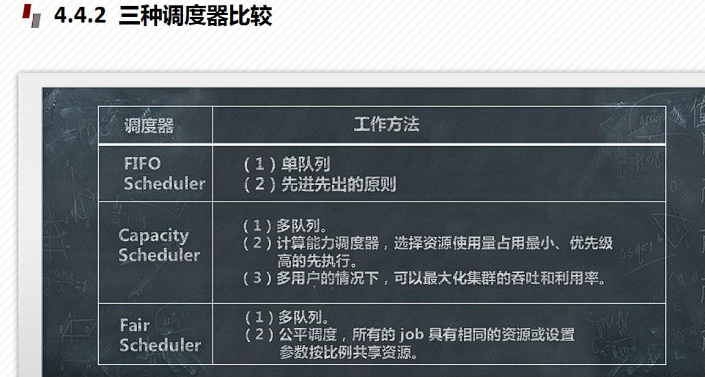 4.4.2 三种调度器比较
调度器
工作方法
FIFO
Scheduler
（1）单队列
（2）先进先出的原则
Capacity
Scheduler
（1）多队列。
（2）计算能力调度器，选择资源使用量占用最小、优先级
高的先执行。
（3）多用户的情况下，可以最大化集群的吞吐和利用率。
Fair
Scheduler
（1）多队列。
（2）公平调度，所有的 job 具有相同的资源或设置
参数按比例共享资源。